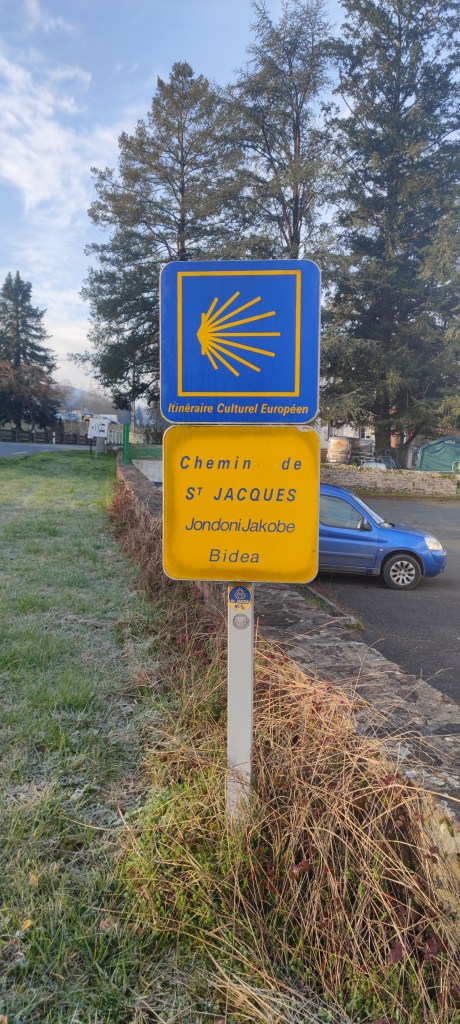 Itinéraire Culturel Européen
Chemin de
ST JACQUES
JondoniJakobe
Bidea